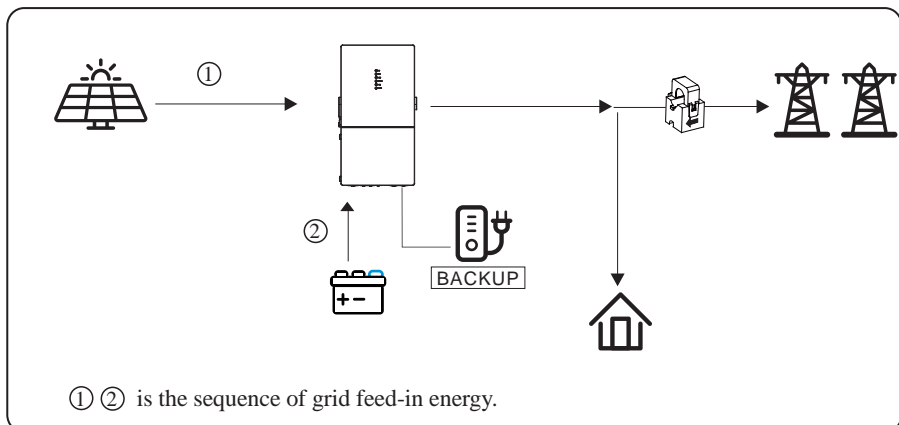 ①
②
BACKUP
① ② is the sequence of grid feed-in energy.